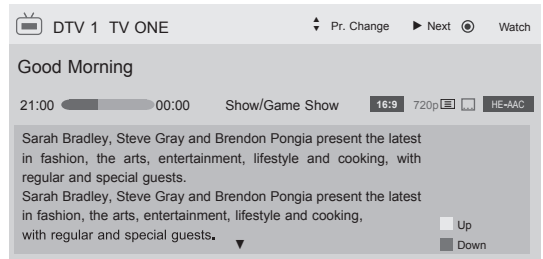 DTV 1 TV ONE Pr. Change Next Watch
Good Morning
21:00 00:00 Show/Game Show 16:9 720p HE-AAC
Sarah Bradley, Steve Gray and Brendon Pongia present the latest
in fashion, the arts, entertainment, lifestyle and cooking, with
regular and special guests.
Sarah Bradley, Steve Gray and Brendon Pongia present the latest
in fashion, the arts, entertainment, lifestyle and cooking,
with regular and special guests.
Up
Down